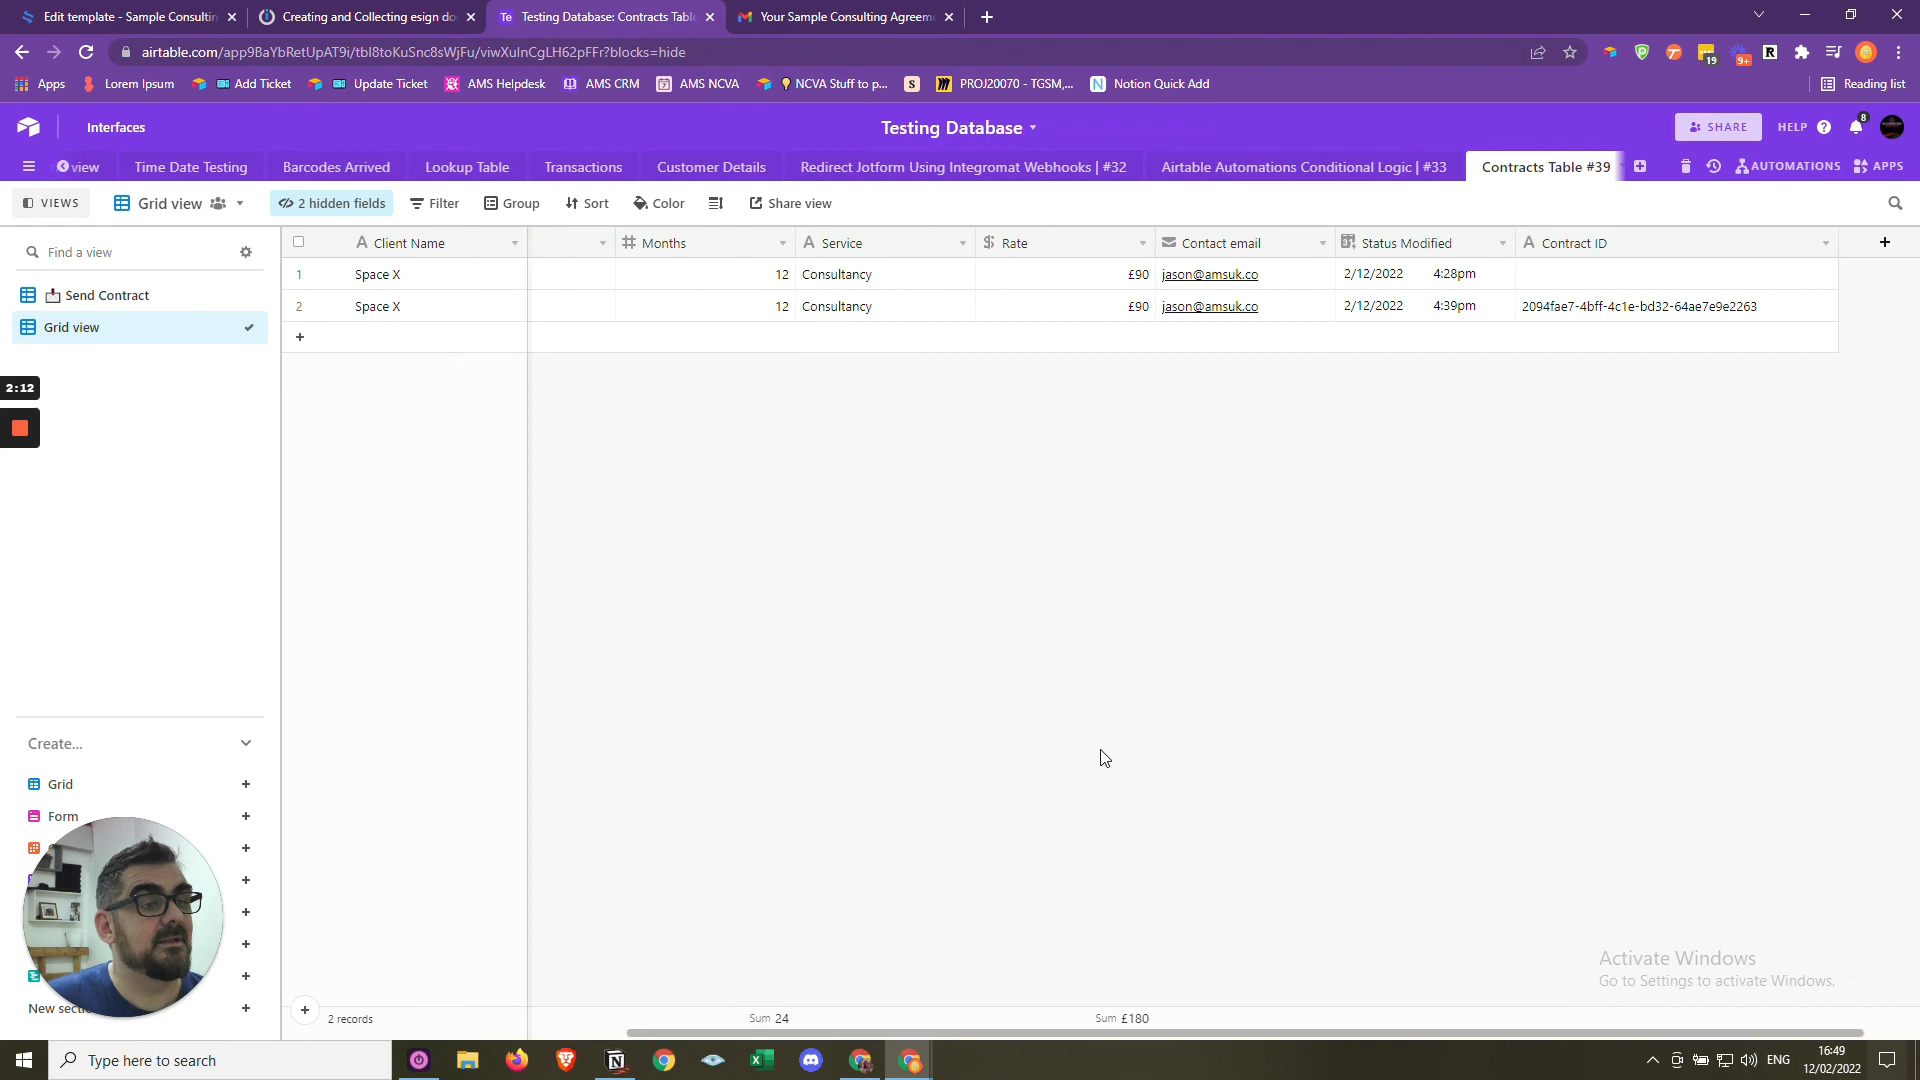 Edit template - Sample Consultin
Creating and Collecting esign do
Testing Database: Contracts Tabl
Your Sample Consulting Agreeme
airtable.com/app9BaYbRetUpAT9i/tbl8toKuSnc8sWjFu/viwXuInCgLH62pFFr?blocks=hide
19
9+
Apps
Lorem Ipsum
Add Ticket
Update Ticket
AMS Helpdesk
AMS CRM
AMS NCVA
NCVA Stuff to p...
PROJ20070 - TGSM,...
Notion Quick Add
Reading list
Interfaces
Testing Database
SHARE
HELP
8
view
Time Date Testing
Barcodes Arrived
Lookup Table
Transactions
Customer Details
Redirect Jotform Using Integromat Webhooks | #32
Airtable Automations Conditional Logic | #33
Contracts Table #39
AUTOMATIONS
APPS
VIEWS
Grid view
2 hidden fields
Filter
Group
Sort
Color
Share view
Find a view
Send Contract
Grid view
Client Name
Months
Service
Rate
Contact email
Status Modified
Contract ID
1 Space X 12 Consultancy £90 jason@amsuk.co 2/12/2022 4:28pm
2 Space X 12 Consultancy £90 jason@amsuk.co 2/12/2022 4:39pm 2094fae7-4bff-4c1e-bd32-64ae7e9e2263
2:12
Create...
Grid
Form
New secti
2 records
Sum 24
Sum £180
Activate Windows
Go to Settings to activate Windows.
Type here to search
ENG
16:49
12/02/2022